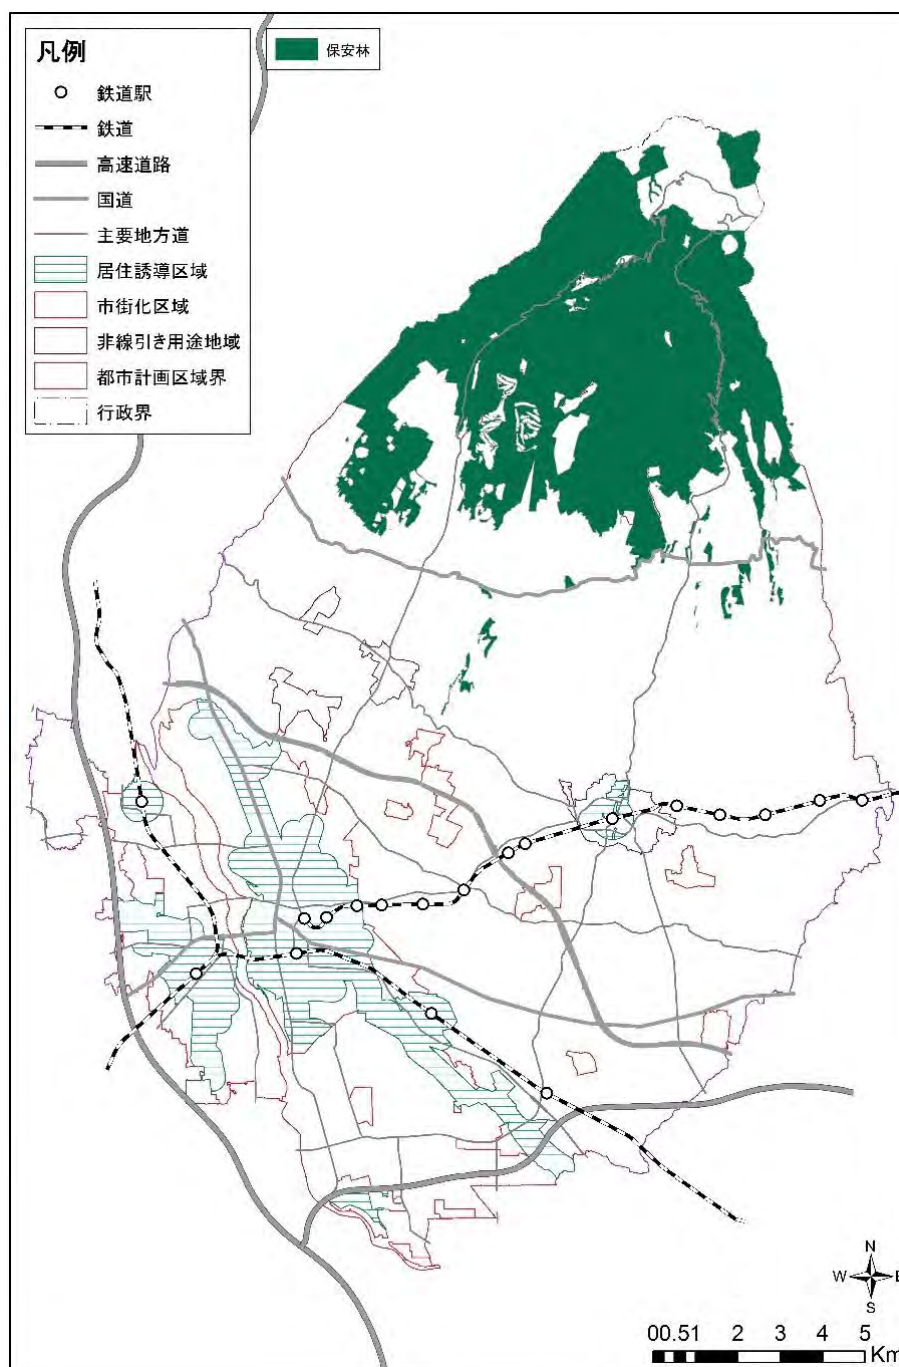 凡例
鉄道駅
鉄道
高速道路
国道
主要地方道
居住誘導区域
市街化区域
非線引き用途地域
都市計画区域界
行政界
保安林
N
W E
S
00.51 2 3 4 5
Km